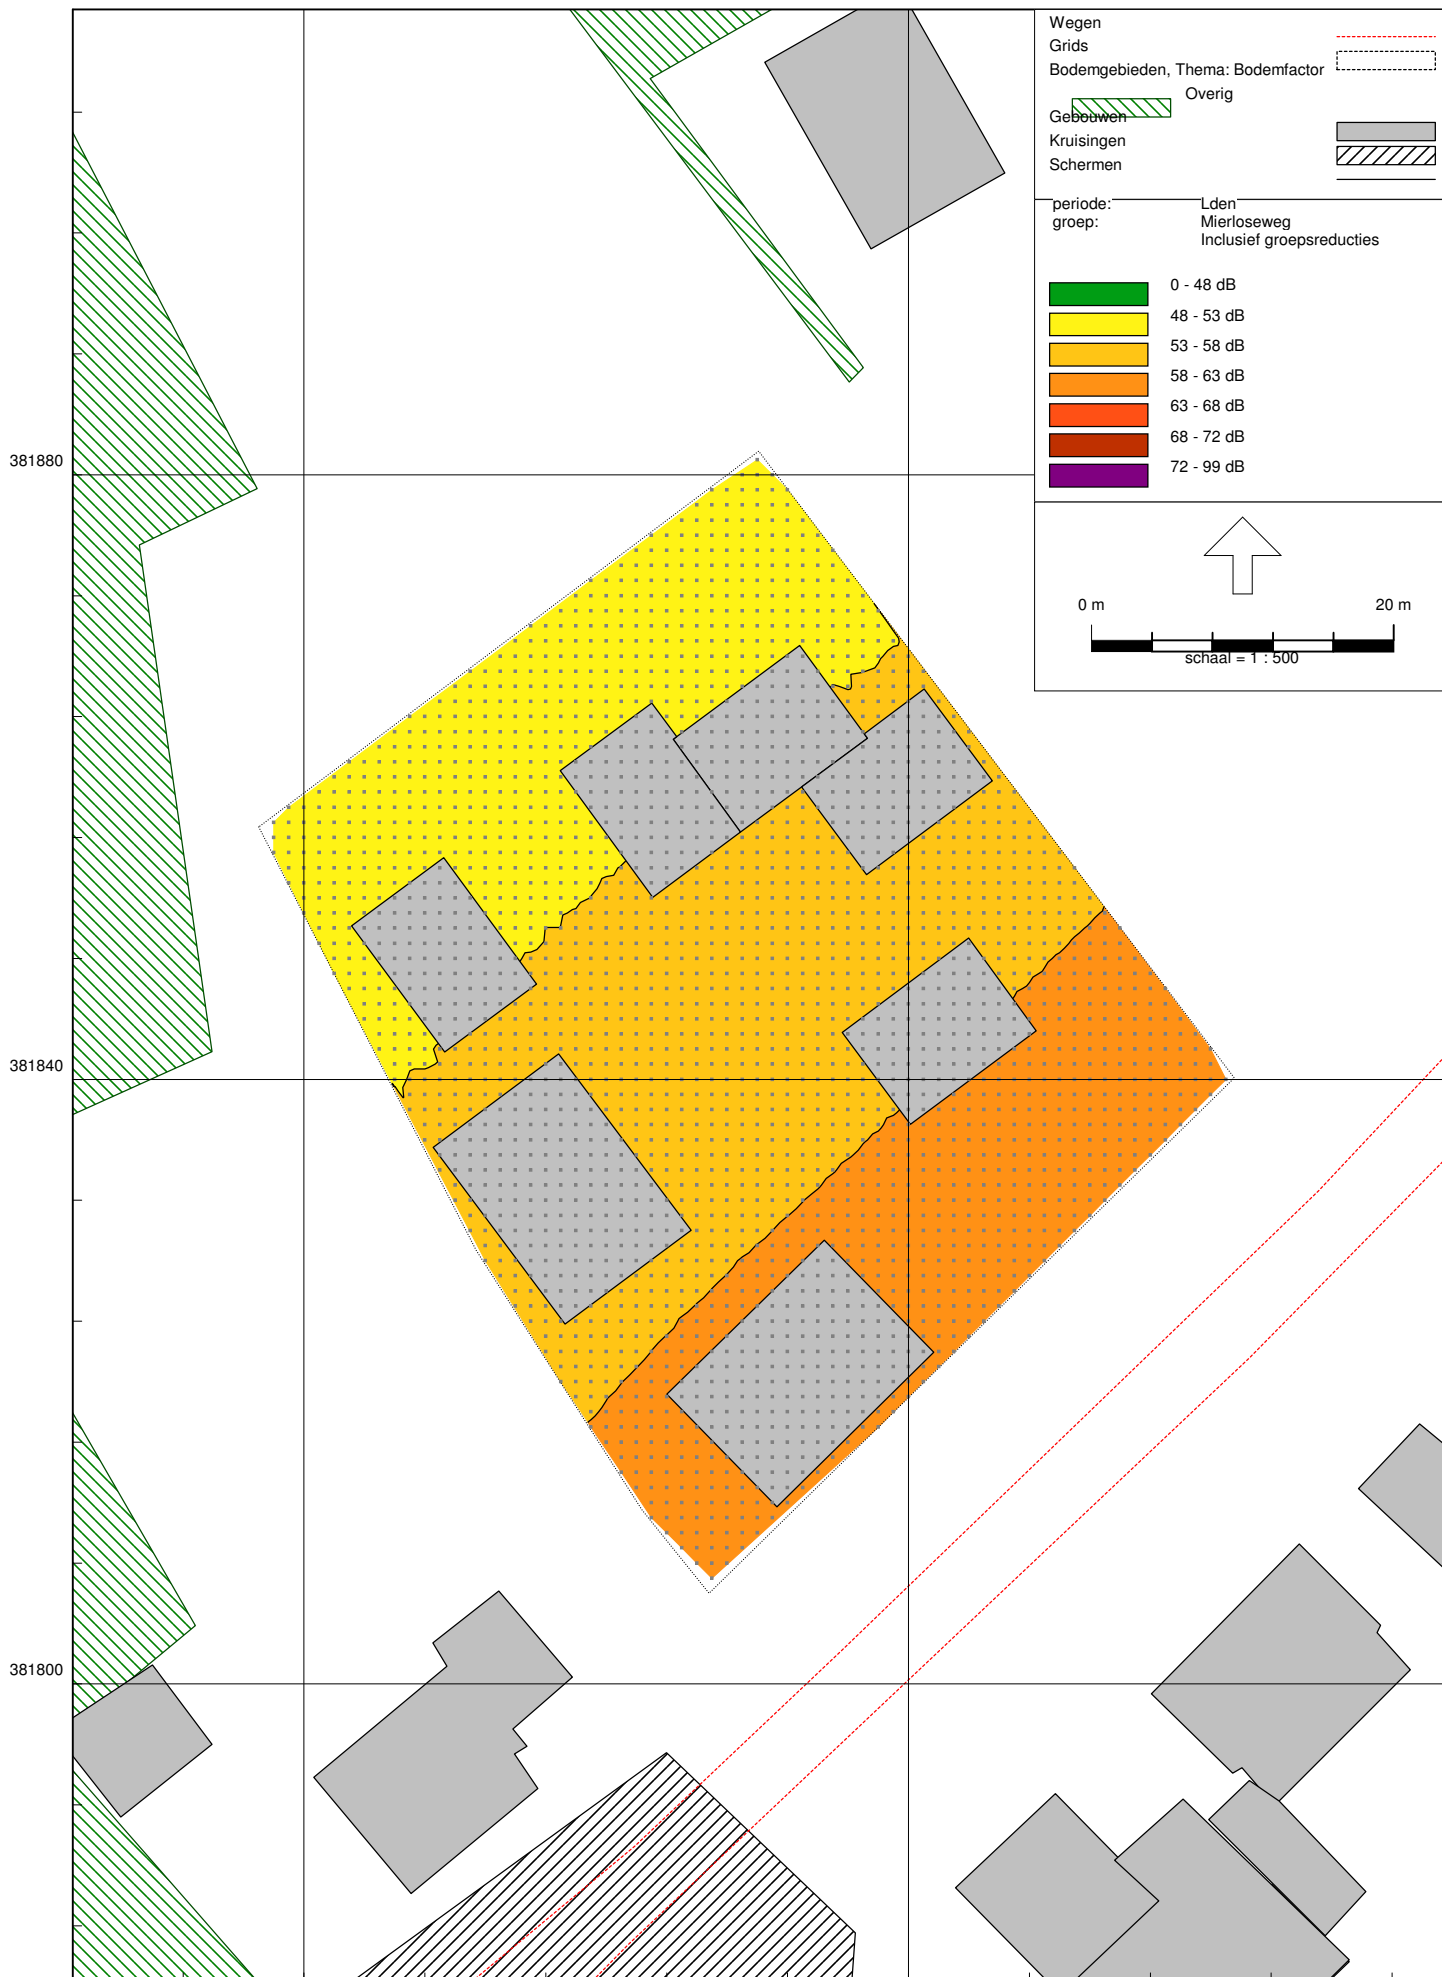 Wegen
Grids
Bodemgebieden, Thema: Bodemfactor
Overig
Gebouwen
Kruisingen
Schermen
periode: Lden
groep: Mierloseweg
Inclusief groepsreducties
0 - 48 dB
48 - 53 dB
53 - 58 dB
58 - 63 dB
63 - 68 dB
68 - 72 dB
72 - 99 dB
381880
0 m 20 m
schaal = 1 : 500
381840
381800